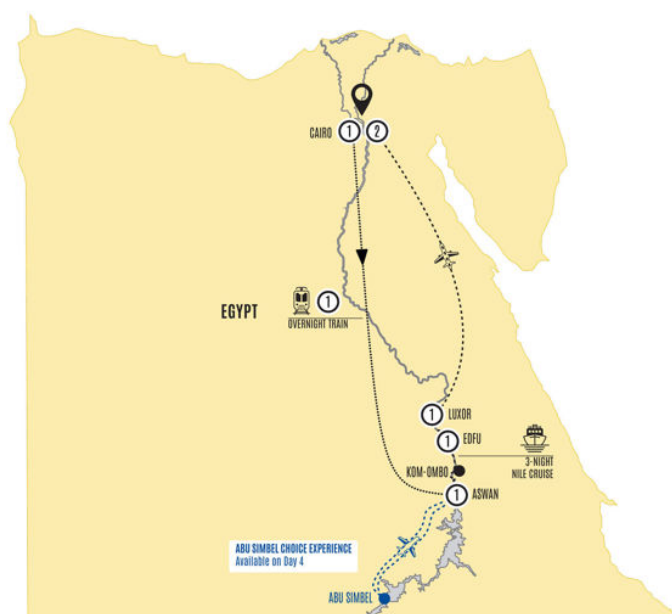 CAIRO 1 2
EGYPT
1
OVERNIGHT TRAIN
1 LUXOR
1 EDFU
KOM-OMBO
3-NIGHT
NILE CRUISE
1 ASWAN
ABU SIMBEL CHOICE EXPERIENCE
Available on Day 4
ABU SIMBEL